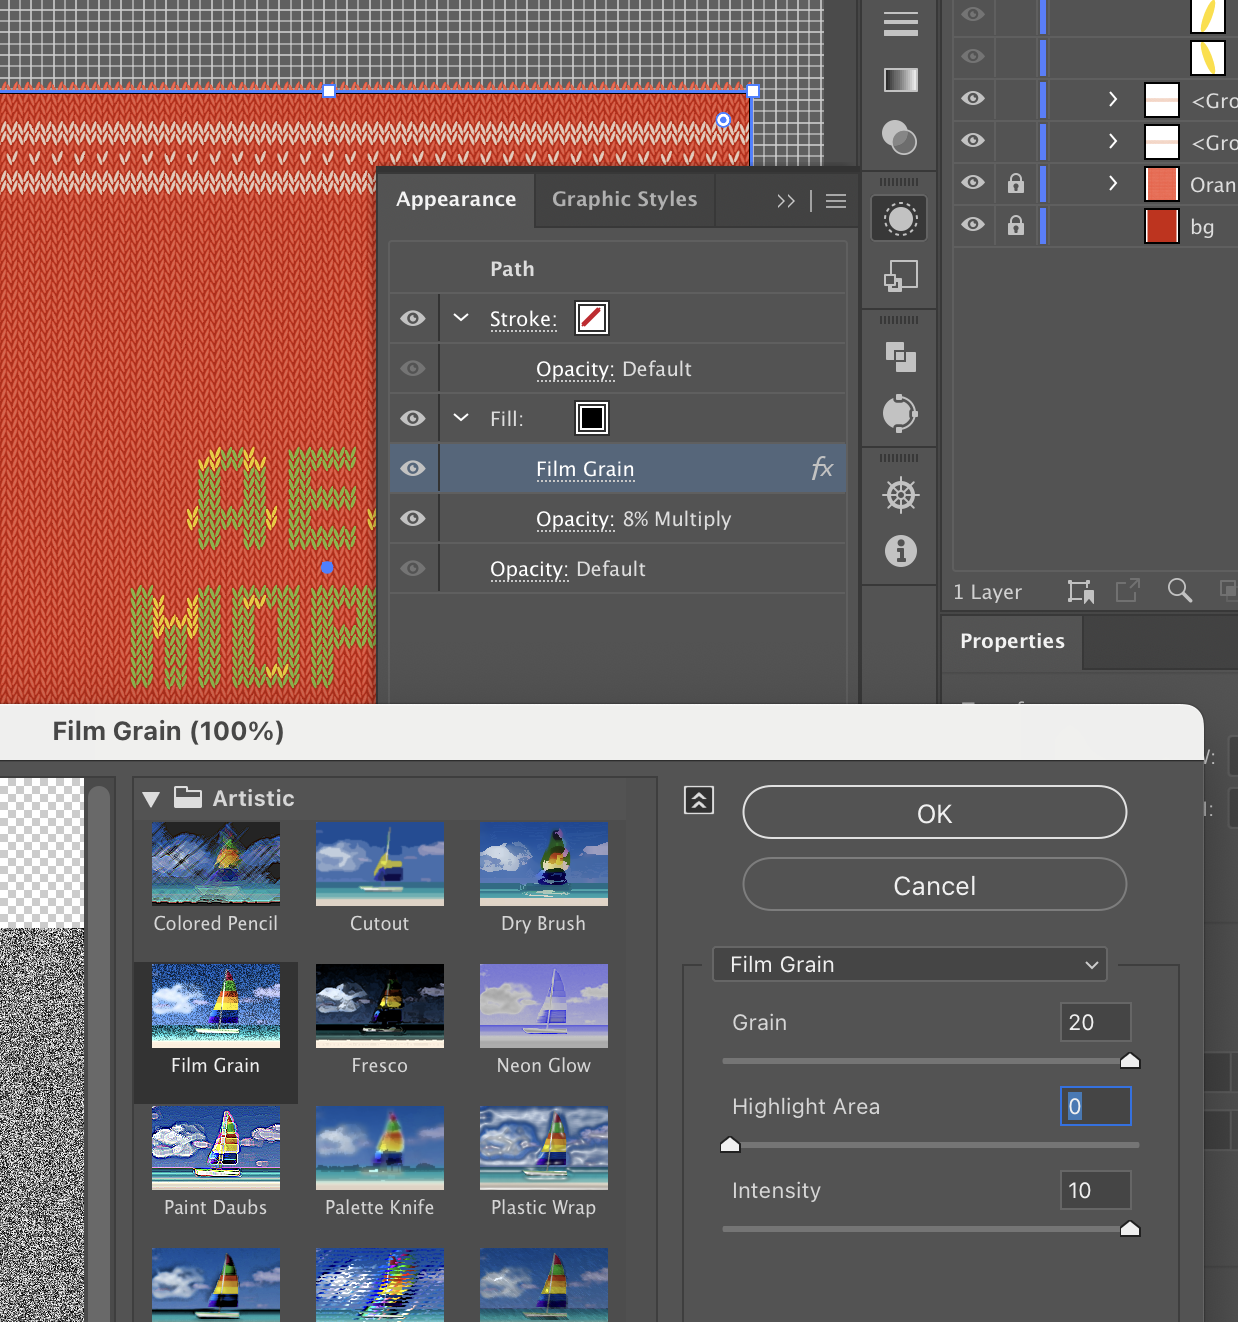 <Gro
<Gro
Oran
bg
Appearance
Graphic Styles
Path
Stroke:
Opacity: Default
Fill:
Film Grain
fx
Opacity: 8% Multiply
Opacity: Default
AE
MOP
1 Layer
Properties
Film Grain (100%)
Artistic
Colored Pencil
Cutout
Dry Brush
Film Grain
Fresco
Neon Glow
Paint Daubs
Palette Knife
Plastic Wrap
OK
Cancel
Film Grain
Grain
20
Highlight Area
0
Intensity
10